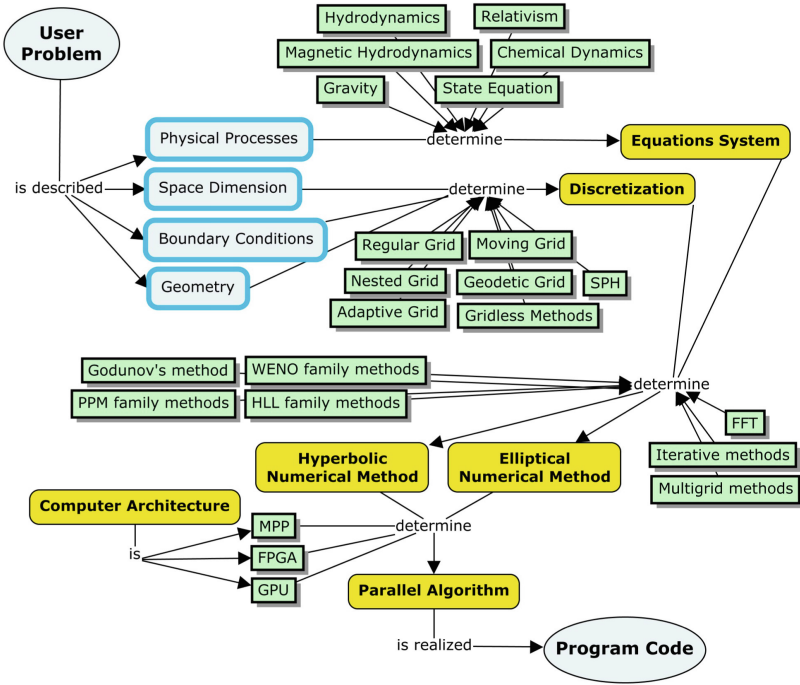 User
Problem
Hydrodynamics
Relativism
Magnetic Hydrodynamics
Chemical Dynamics
Gravity
State Equation
Physical Processes
determine
Equations System
is described
Space Dimension
determine
Discretization
Boundary Conditions
Geometry
Regular Grid
Moving Grid
Nested Grid
Geodetic Grid
SPH
Adaptive Grid
Gridless Methods
Godunov's method
WENO family methods
PPM family methods
HLL family methods
determine
FFT
Iterative methods
Multigrid methods
Hyperbolic
Numerical Method
Elliptical
Numerical Method
Computer Architecture
is
MPP
FPGA
GPU
determine
Parallel Algorithm
is realized
Program Code